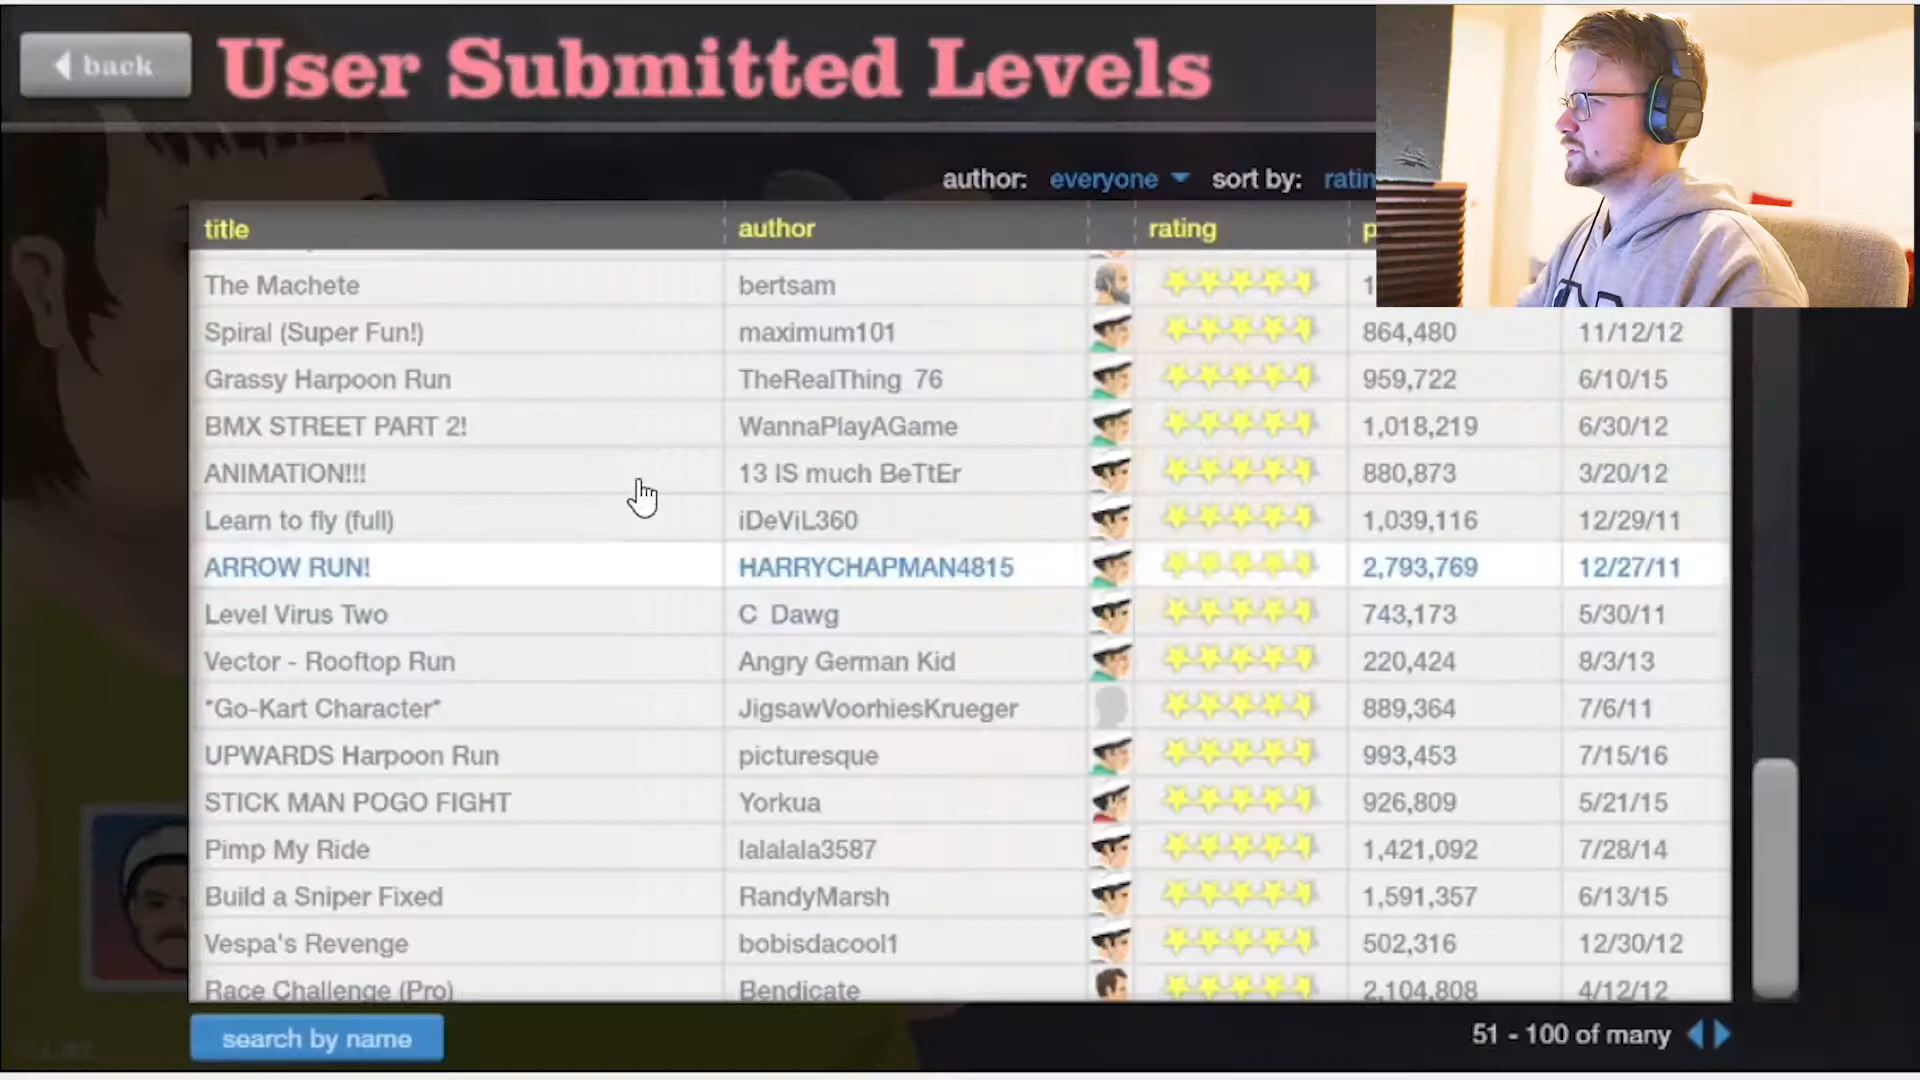 back
User Submitted Levels
author: everyone sort by: ratin
title author rating p
The Machete bertsam 1
Spiral (Super Fun!) maximum101 864,480 11/12/12
Grassy Harpoon Run TheRealThing 76 959,722 6/10/15
BMX STREET PART 2! WannaPlayAGame 1,018,219 6/30/12
ANIMATION!!! 13 IS much BeTtEr 880,873 3/20/12
Learn to fly (full) iDeViL360 1,039,116 12/29/11
ARROW RUN! HARRYCHAPMAN4815 2,793,769 12/27/11
Level Virus Two C Dawg 743,173 5/30/11
Vector - Rooftop Run Angry German Kid 220,424 8/3/13
*Go-Kart Character* JigsawVoorhiesKrueger 889,364 7/6/11
UPWARDS Harpoon Run picturesque 993,453 7/15/16
STICK MAN POGO FIGHT Yorkua 926,809 5/21/15
Pimp My Ride lalalala3587 1,421,092 7/28/14
Build a Sniper Fixed RandyMarsh 1,591,357 6/13/15
Vespa's Revenge bobisdacool1 502,316 12/30/12
Race Challenge (Pro) Bendicate 2,104,808 4/12/12
search by name 51 - 100 of many